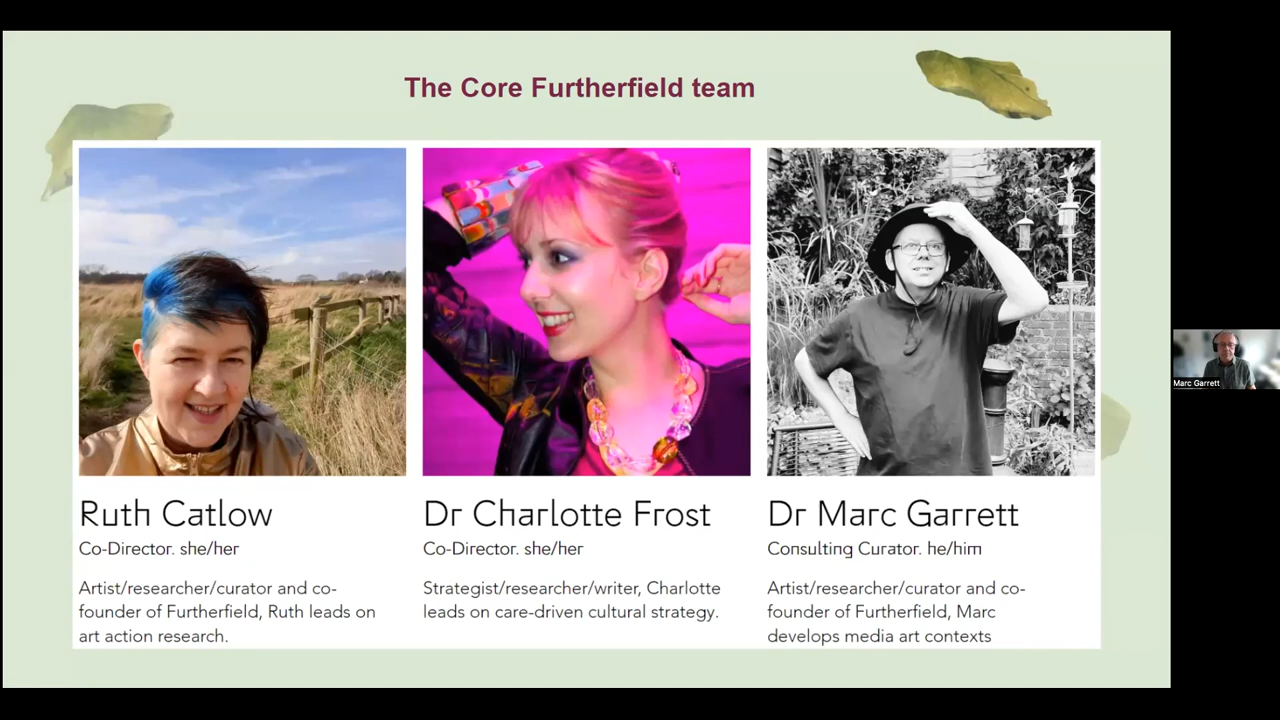 The Core Furtherfield team
Ruth Catlow
Co-Director. she/her
Artist/researcher/curator and co-
founder of Furtherfield, Ruth leads on
art action research.
Dr Charlotte Frost
Co-Director. she/her
Strategist/researcher/writer, Charlotte
leads on care-driven cultural strategy.
Dr Marc Garrett
Consulting Curator. he/him
Artist/researcher/curator and co-
founder of Furtherfield, Marc
develops media art contexts
Marc Garrett